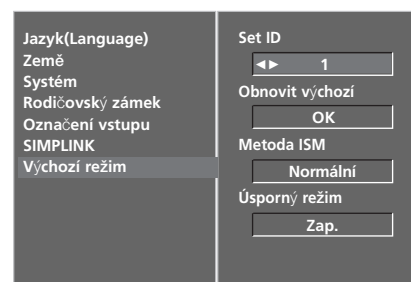 Jazyk(Language)
Země
Systém
Rodičovský zámek
Označení vstupu
SIMPLINK
Výchozí režim
Set ID
◄► 1
Obnovit výchozí
OK
Metoda ISM
Normální
Úsporný režim
Zap.